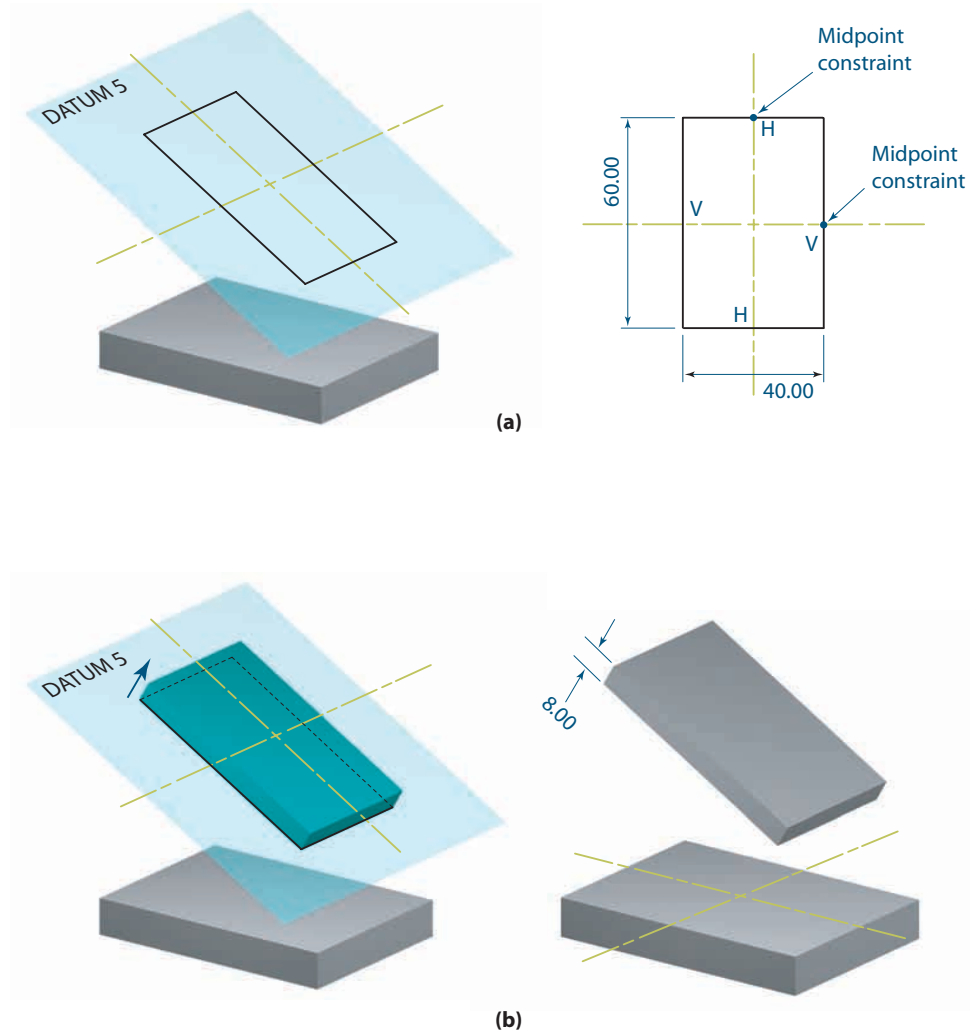 DATUM 5
Midpoint
constraint
H
60.00
Midpoint
constraint
V
V
H
40.00
(a)
DATUM 5
8.00
(b)